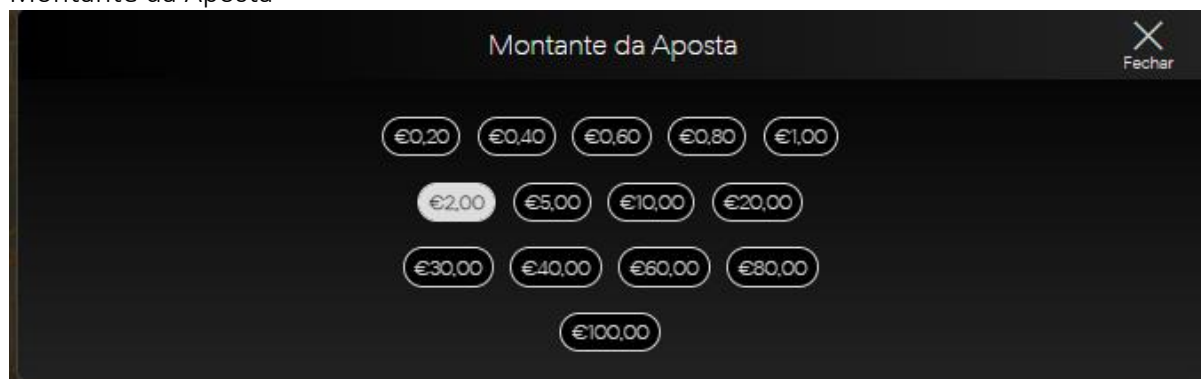 Montante da Aposta
Montante da Aposta
Fechar
€0,20 €0,40 €0,60 €0,80 €1,00
€2,00 €5,00 €10,00 €20,00
€30,00 €40,00 €60,00 €80,00
€100,00